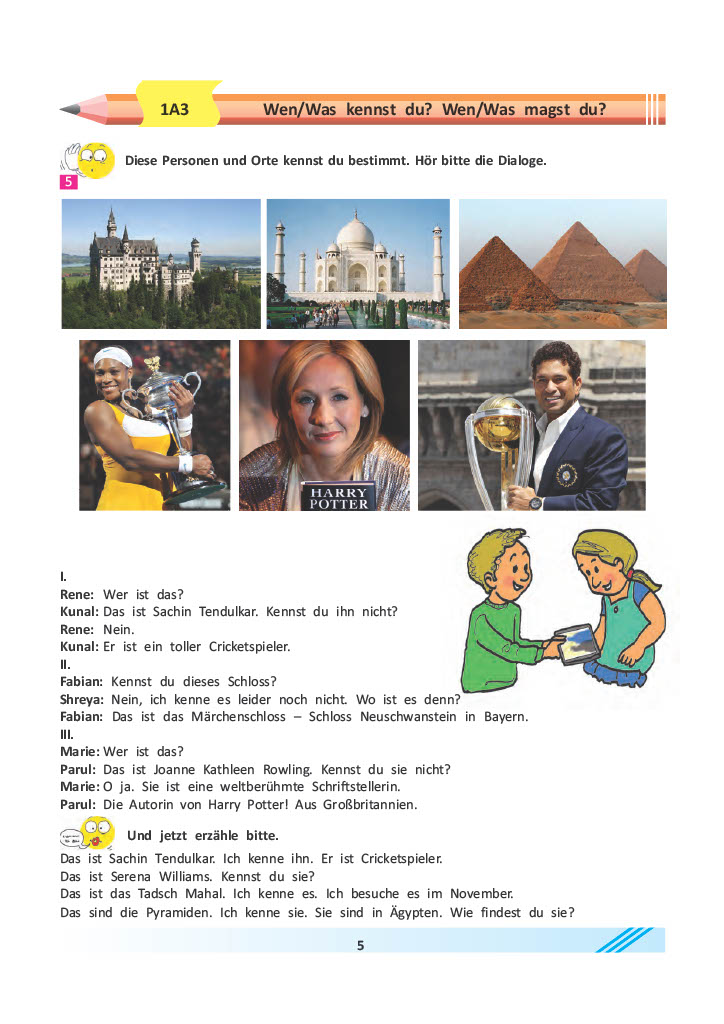 1A3
Wen/Was kennst du? Wen/Was magst du?
Diese Personen und Orte kennst du bestimmt. Hör bitte die Dialoge.
5
HARRY
POTTER
I.
Rene: Wer ist das?
Kunal: Das ist Sachin Tendulkar. Kennst du ihn nicht?
Rene: Nein.
Kunal: Er ist ein toller Cricketspieler.
II.
Fabian: Kennst du dieses Schloss?
Shreya: Nein, ich kenne es leider noch nicht. Wo ist es denn?
Fabian: Das ist das Märchenschloss – Schloss Neuschwanstein in Bayern.
III.
Marie: Wer ist das?
Parul: Das ist Joanne Kathleen Rowling. Kennst du sie nicht?
Marie: O ja. Sie ist eine weltberühmte Schriftstellerin.
Parul: Die Autorin von Harry Potter! Aus Großbritannien.
Und jetzt erzähle bitte.
Das ist Sachin Tendulkar. Ich kenne ihn. Er ist Cricketspieler.
Das ist Serena Williams. Kennst du sie?
Das ist das Tadsch Mahal. Ich kenne es. Ich besuche es im November.
Das sind die Pyramiden. Ich kenne sie. Sie sind in Ägypten. Wie findest du sie?
5